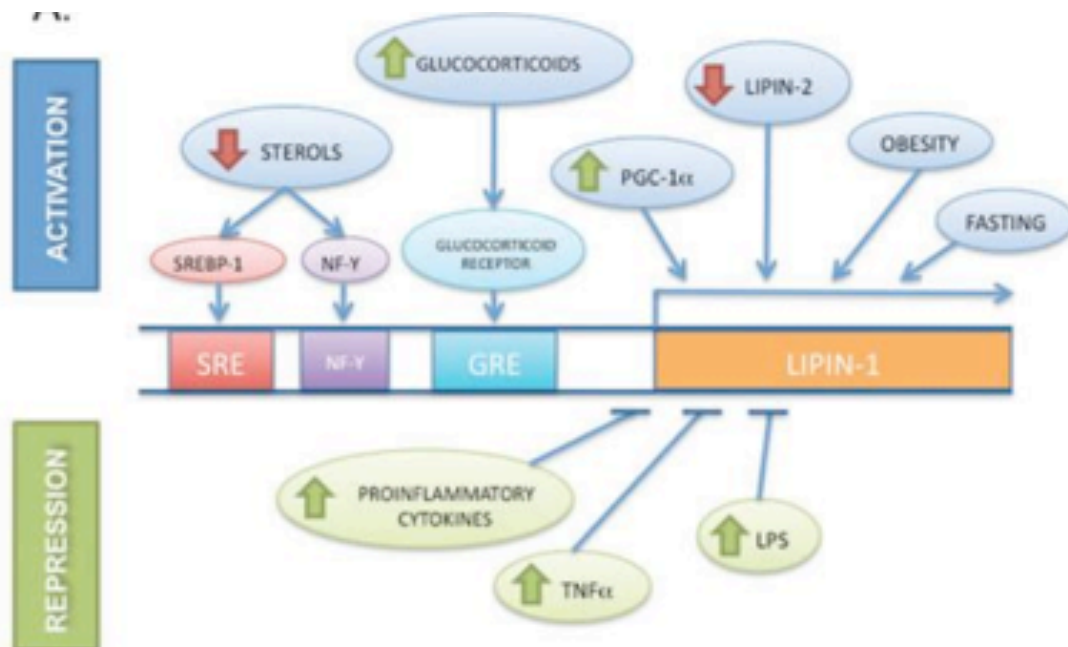 A.
ACTIVATION
GLUCOCORTICOIDS
LIPIN-2
STEROLS
OBESITY
PGC-1α
FASTING
SREBP-1
NF-Y
GLUCOCORTICOID
RECEPTOR
SRE
NF-Y
GRE
LIPIN-1
REPRESSION
PROINFLAMMATORY
CYTOKINES
LPS
TNFα